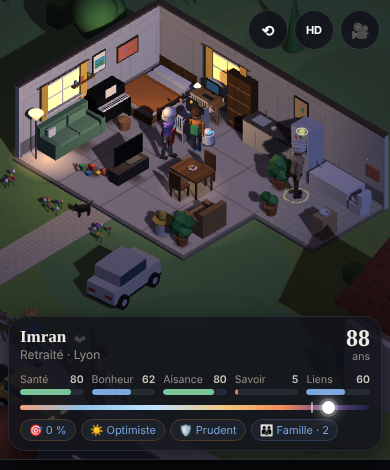 HD
Imran
88
Retraité · Lyon
ans
Santé 80 Bonheur 62 Aisance 80 Savoir 5 Liens 60
0 % Optimiste Prudent Famille · 2